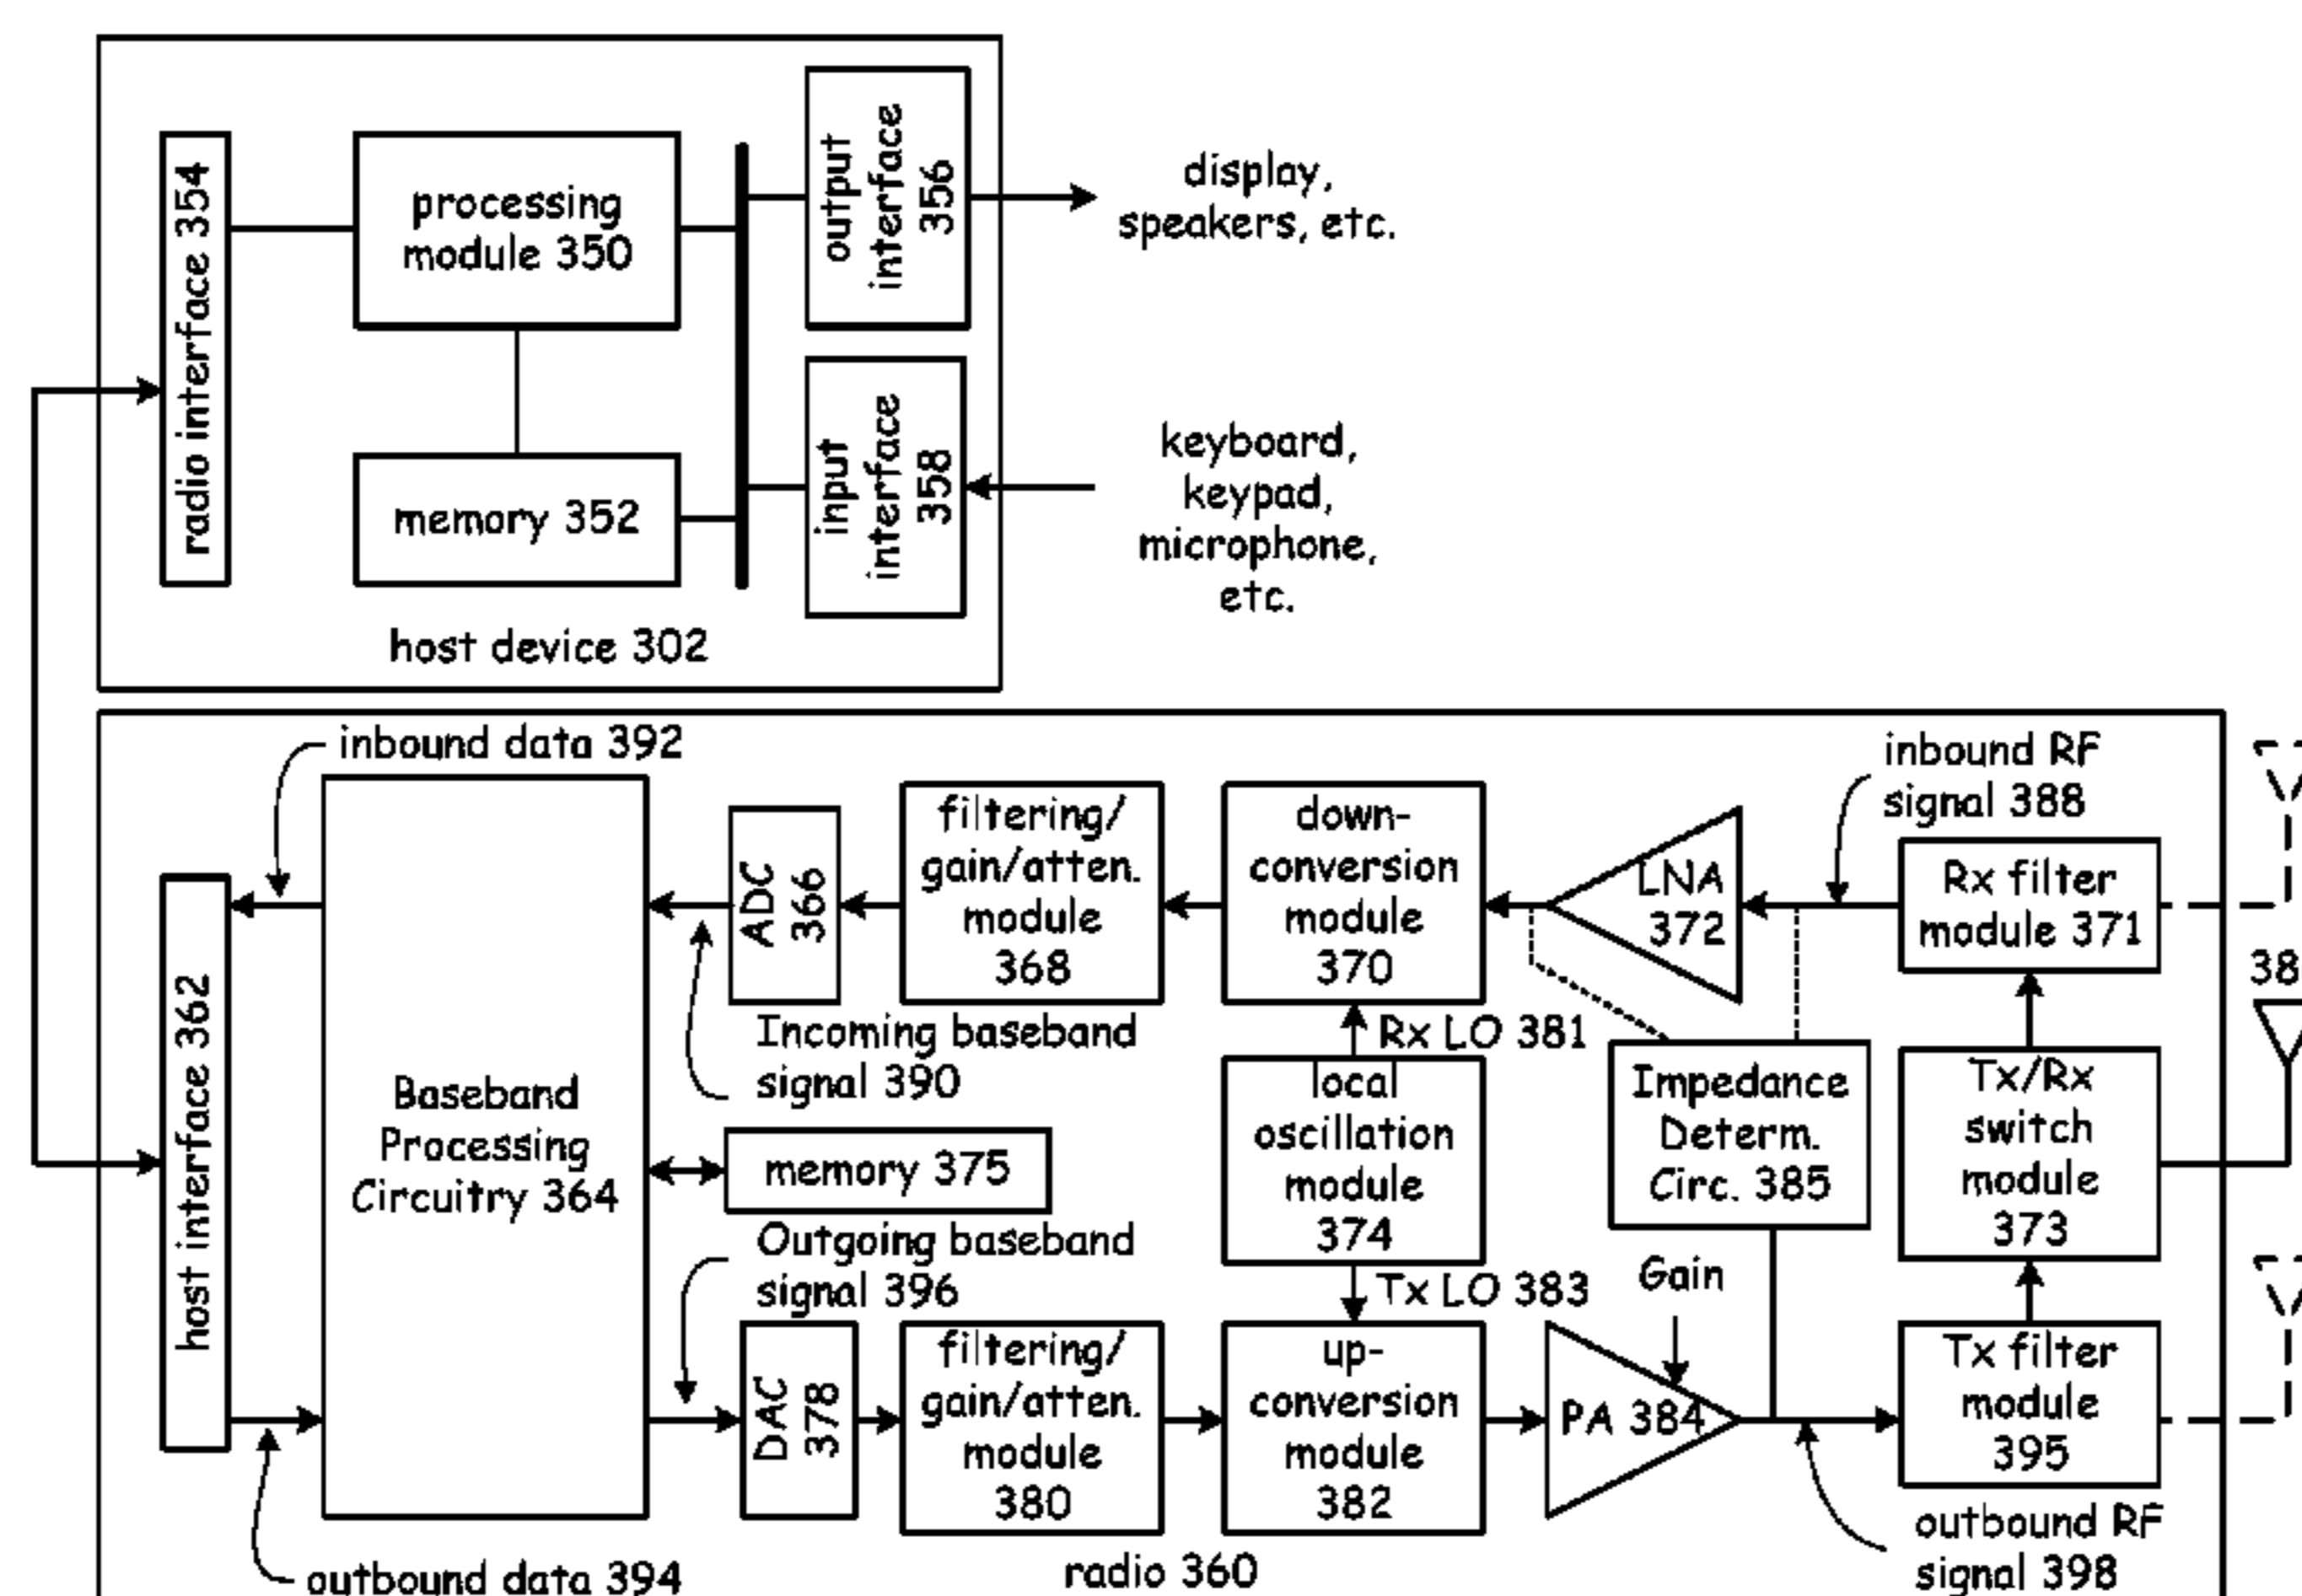 radio interface 354
processing
module 350
memory 352
output
interface
356
input
interface
358
display,
speakers, etc.
keyboard,
keypad,
microphone,
etc.
host device 302
inbound data 392
host interface 362
Baseband
Processing
Circuitry 364
ADC
366
filtering/
gain/atten.
module
368
down-
conversion
module
370
LNA
372
inbound RF
signal 388
Rx filter
module 371
Incoming baseband
signal 390
Rx LO 381
memory 375
local
oscillation
module
374
Impedance
Determ.
Circ. 385
Tx/Rx
switch
module
373
38
Outgoing baseband
signal 396
Tx LO 383
Gain
DAC
378
filtering/
gain/atten.
module
380
up-
conversion
module
382
PA 384
Tx filter
module
395
outbound data 394
radio 360
outbound RF
signal 398